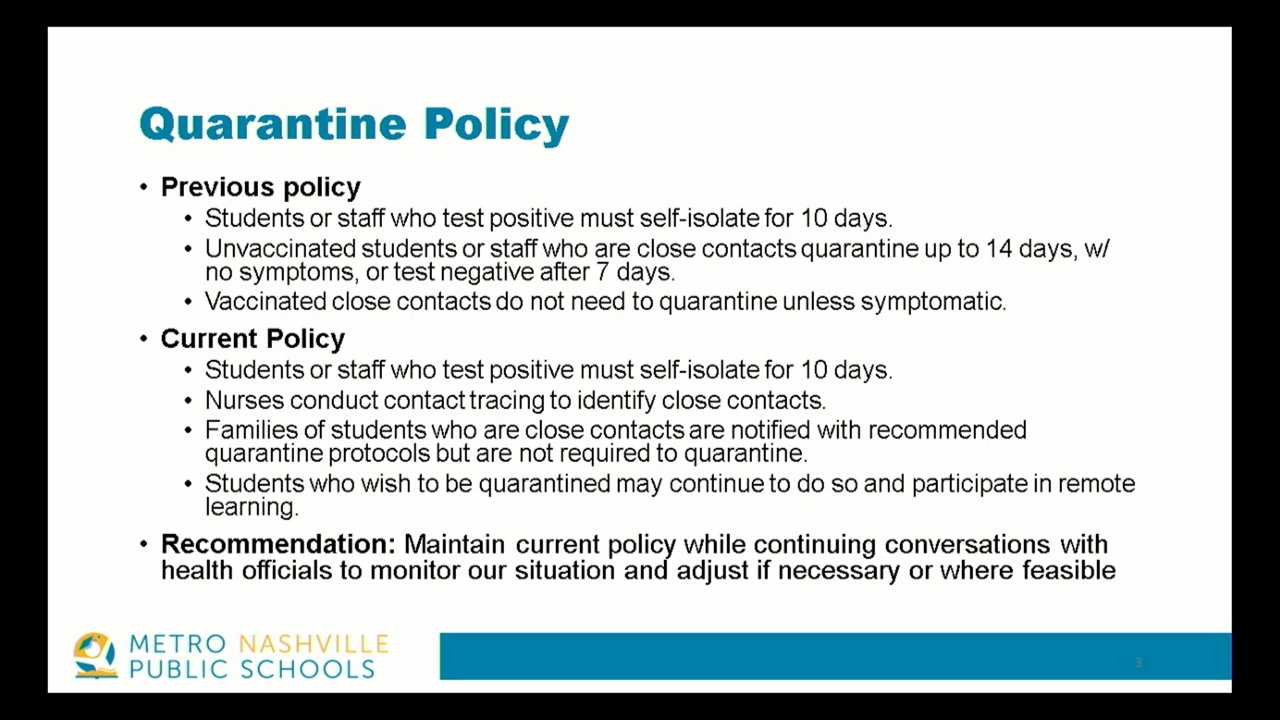 Quarantine Policy
• Previous policy
• Students or staff who test positive must self-isolate for 10 days.
• Unvaccinated students or staff who are close contacts quarantine up to 14 days, w/
no symptoms, or test negative after 7 days.
• Vaccinated close contacts do not need to quarantine unless symptomatic.
• Current Policy
• Students or staff who test positive must self-isolate for 10 days.
• Nurses conduct contact tracing to identify close contacts.
• Families of students who are close contacts are notified with recommended
quarantine protocols but are not required to quarantine.
• Students who wish to be quarantined may continue to do so and participate in remote
learning.
• Recommendation: Maintain current policy while continuing conversations with
health officials to monitor our situation and adjust if necessary or where feasible
METRO NASHVILLE
PUBLIC SCHOOLS
3